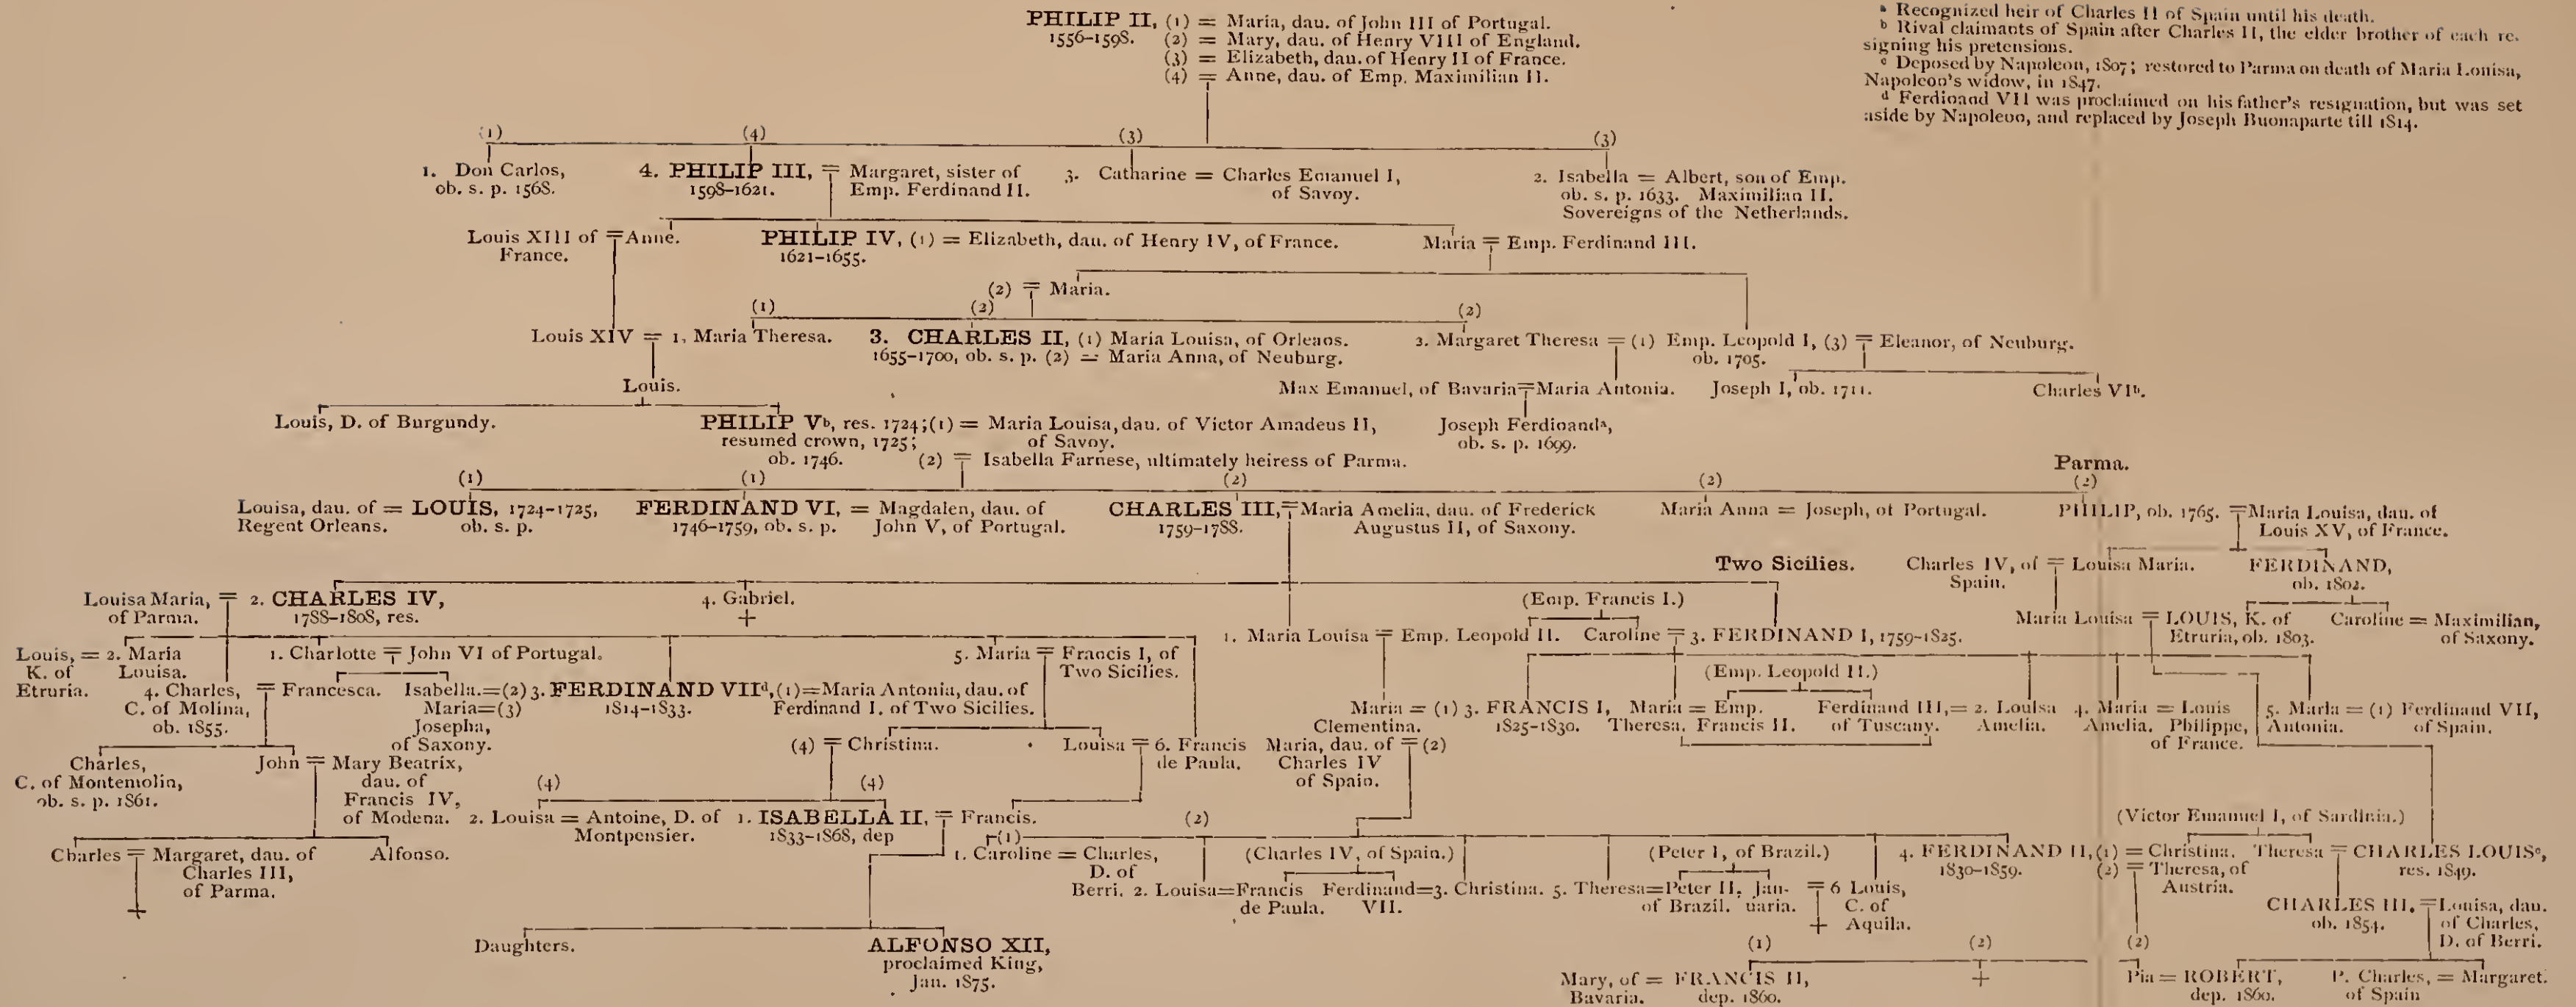 PHILIP II, (1) = Maria, dau. of John III of Portugal.
1556-1598. (2) = Mary, dau. of Henry VIII of England.
(3) = Elizabeth, dau. of Henry II of France.
(4) = Anne, dau. of Emp. Maximilian II.
a Recognized heir of Charles II of Spain until his death.
b Rival claimants of Spain after Charles II, the elder brother of each re-
signing his pretensions.
c Deposed by Napoleon, 1807; restored to Parma on death of Maria Louisa,
Napoleon's widow, in 1847.
d Ferdinand VII was proclaimed on his father's resignation, but was set
aside by Napoleon, and replaced by Joseph Buonaparte till 1814.
(1) (4) (3) (3)
1. Don Carlos, 4. PHILIP III, = Margaret, sister of 3. Catharine = Charles Emanuel I, 2. Isabella = Albert, son of Emp.
ob. s. p. 1568. 1598-1621. Emp. Ferdinand II. of Savoy. ob. s. p. 1633. Maximilian II.
Sovereigns of the Netherlands.
Louis XIII of = Anne. PHILIP IV, (1) = Elizabeth, dau. of Henry IV, of France. Maria = Emp. Ferdinand III.
France. 1621-1655.
(2) = Maria.
(1) (2) (2)
Louis XIV = 1. Maria Theresa. 3. CHARLES II, (1) Maria Louisa, of Orleans. 2. Margaret Theresa = (1) Emp. Leopold I, (3) = Eleanor, of Neuburg.
1655-1700, ob. s. p. (2) = Maria Anna, of Neuburg. ob. 1705.
Louis. Max Emanuel, of Bavaria = Maria Antonia. Joseph I, ob. 1711. Charles VIb.
Louis, D. of Burgundy. PHILIP Vb, res. 1724; (1) = Maria Louisa, dau. of Victor Amadeus II, Joseph Ferdinanda,
resumed crown, 1725; of Savoy. ob. s. p. 1699.
ob. 1746. (2) = Isabella Farnese, ultimately heiress of Parma. Parma.
(1) (1) (2) (2) (2)
Louisa, dau. of = LOUIS, 1724-1725, FERDINAND VI, = Magdalen, dau. of CHARLES III, = Maria Amelia, dau. of Frederick Maria Anna = Joseph, of Portugal. PHILIP, ob. 1765. = Maria Louisa, dau. of
Regent Orleans. ob. s. p. 1746-1759, ob. s. p. John V, of Portugal. 1759-1788. Augustus II, of Saxony. Louis XV, of France.
Two Sicilies. Charles IV, of = Louisa Maria. FERDINAND,
Spain. ob. 1802.
Louisa Maria, = 2. CHARLES IV, 4. Gabriel. (Emp. Francis I.)
of Parma. 1788-1808, res. + Maria Louisa = LOUIS, K. of Caroline = Maximilian,
1. Maria Louisa = Emp. Leopold II. Caroline = 3. FERDINAND I, 1759-1825. Etruria, ob. 1803. of Saxony.
Louis, = 2. Maria 1. Charlotte = John VI of Portugal. 5. Maria = Francis I, of
K. of Louisa. Two Sicilies. (Emp. Leopold II.)
Etruria. 4. Charles, = Francesca. Isabella. = (2) 3. FERDINAND VIId, (1) = Maria Antonia, dau. of
C. of Molina, Maria = (3) 1814-1833. Ferdinand I. of Two Sicilies. Maria = (1) 3. FRANCIS I, Maria = Emp. Ferdinand III, = 2. Louisa 4. Maria = Louis 5. Maria = (1) Ferdinand VII,
ob. 1855. Josepha, Clementina. 1825-1830. Theresa. Francis II. of Tuscany. Amelia. Amelia. Philippe, Antonia. of Spain.
of Saxony. (4) = Christina. Louisa = 6. Francis Maria, dau. of = (2) of France.
Charles, John = Mary Beatrix, de Paula. Charles IV
C. of Montemolin, dau. of (4) (4) of Spain.
ob. s. p. 1861. Francis IV,
of Modena. 2. Louisa = Antoine, D. of 1. ISABELLA II, = Francis. (2) (Victor Emanuel I, of Sardinia.)
Montpensier. 1833-1868, dep (1)
Charles = Margaret, dau. of Alfonso. 1. Caroline = Charles, (Charles IV, of Spain.) (Peter I, of Brazil.) 4. FERDINAND II, (1) = Christina. Theresa = CHARLES LOUISc,
Charles III, D. of 1830-1859. (2) = Theresa, of res. 1849.
of Parma. Berri. 2. Louisa = Francis Ferdinand = 3. Christina. 5. Theresa = Peter II. Jan- = 6 Louis, Austria.
+ de Paula. VII. of Brazil. uaria. C. of CHARLES III. = Louisa, dau.
+ Aquila. ob. 1854. of Charles,
Daughters. ALFONSO XII, (1) (2) (2) D. of Berri.
proclaimed King, Mary, of = FRANCIS II, + Pia = ROBERT, P. Charles, = Margaret.
Jan. 1875. Bavaria. dep. 1860. dep. 1860. of Spain